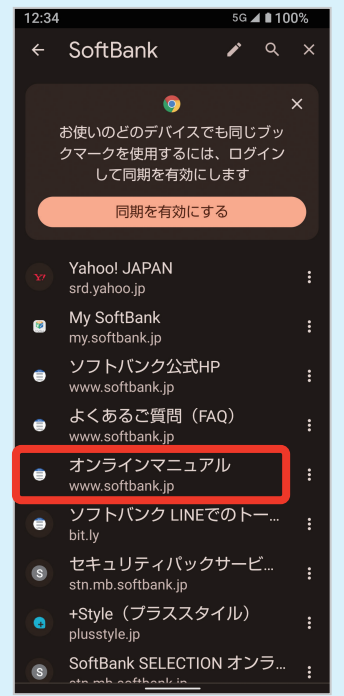 12:34 5G 100%
SoftBank
お使いのどのデバイスでも同じブッ
クマークを使用するには、ログイン
して同期を有効にします
同期を有効にする
Yahoo! JAPAN
srd.yahoo.jp
My SoftBank
my.softbank.jp
ソフトバンク公式HP
www.softbank.jp
よくあるご質問（FAQ）
www.softbank.jp
オンラインマニュアル
www.softbank.jp
ソフトバンク LINEでのトー...
bit.ly
セキュリティパックサービ...
stn.mb.softbank.jp
+Style（プラススタイル）
plusstyle.jp
S SoftBank SELECTION オンラ...
stn.mb.softbank.jp